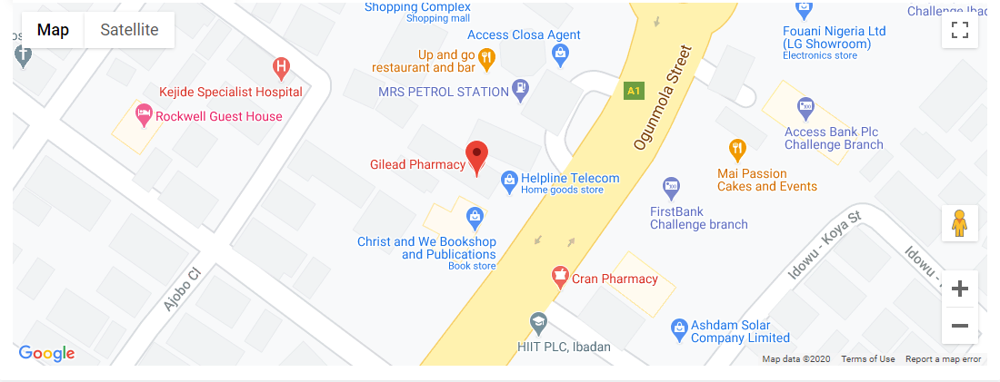 Map
Satellite
Shopping Complex
Shopping mall
Access Closa Agent
Up and go
restaurant and bar
MRS PETROL STATION
Kejide Specialist Hospital
Rockwell Guest House
Gilead Pharmacy
Helpline Telecom
Home goods store
Christ and We Bookshop
and Publications
Book store
Cran Pharmacy
HIIT PLC, Ibadan
Ajobo Cl
A1
Ogunmola Street
Fouani Nigeria Ltd
(LG Showroom)
Electronics store
Challenge
Access Bank Plc
Challenge Branch
Mai Passion
Cakes and Events
FirstBank
Challenge branch
Idowu - Koya St
Idowu -
Ashdam Solar
Company Limited
Google
Map data ©2020
Terms of Use
Report a map error